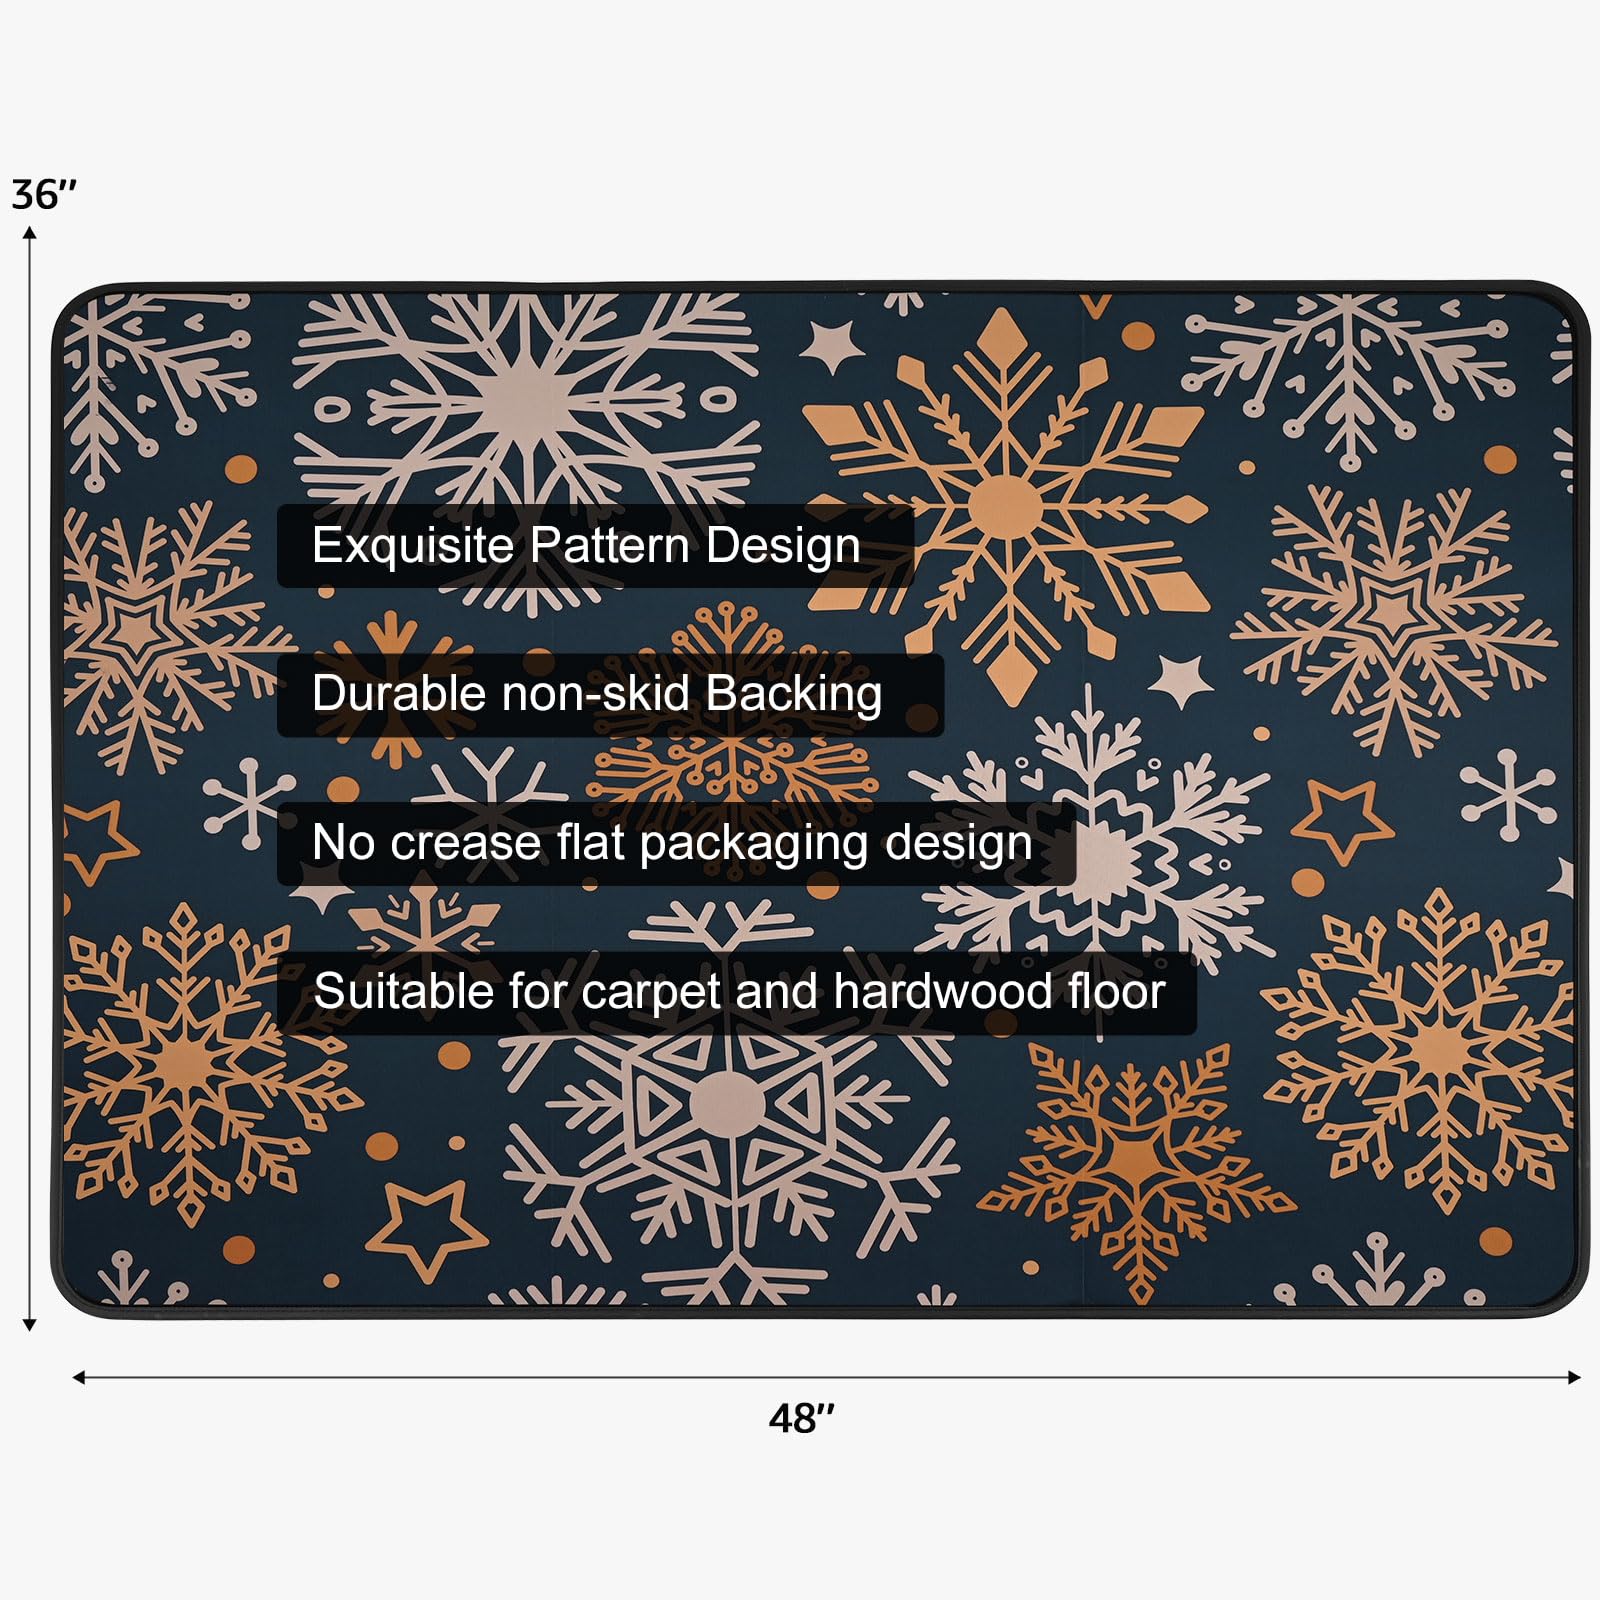 36"
Exquisite Pattern Design
Durable non-skid Backing
No crease flat packaging design
Suitable for carpet and hardwood floor
48"